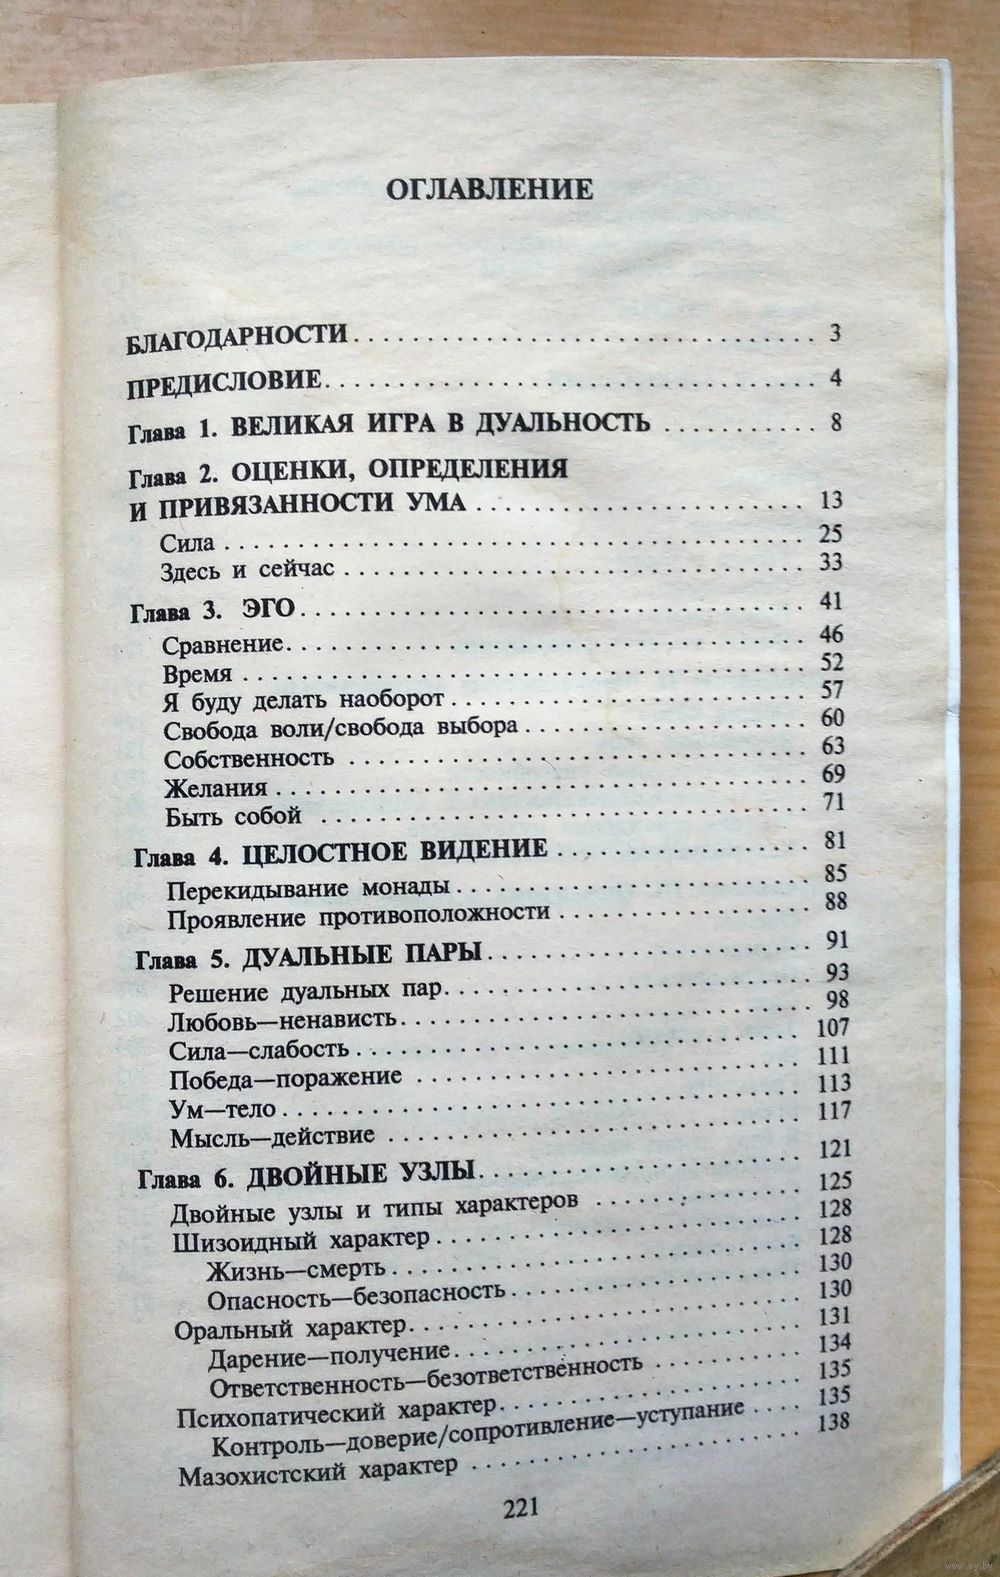 ОГЛАВЛЕНИЕ
БЛАГОДАРНОСТИ . . . . . . . . . . . . . . . . . . . . . . . . . . . . . . 3
ПРЕДИСЛОВИЕ. . . . . . . . . . . . . . . . . . . . . . . . . . . . . . . . 4
Глава 1. ВЕЛИКАЯ ИГРА В ДУАЛЬНОСТЬ . . . . . . . . . . 8
Глава 2. ОЦЕНКИ, ОПРЕДЕЛЕНИЯ
И ПРИВЯЗАННОСТИ УМА . . . . . . . . . . . . . . . . . . . . . . 13
Сила . . . . . . . . . . . . . . . . . . . . . . . . . . . . . . . . . . . . . . 25
Здесь и сейчас . . . . . . . . . . . . . . . . . . . . . . . . . . . . . . 33
Глава 3. ЭГО . . . . . . . . . . . . . . . . . . . . . . . . . . . . . . . . . 41
Сравнение. . . . . . . . . . . . . . . . . . . . . . . . . . . . . . . . . . 46
Время . . . . . . . . . . . . . . . . . . . . . . . . . . . . . . . . . . . . . 52
Я буду делать наоборот . . . . . . . . . . . . . . . . . . . . . . . 57
Свобода воли/свобода выбора . . . . . . . . . . . . . . . . . . 60
Собственность . . . . . . . . . . . . . . . . . . . . . . . . . . . . . . 63
Желания . . . . . . . . . . . . . . . . . . . . . . . . . . . . . . . . . . . 69
Быть собой . . . . . . . . . . . . . . . . . . . . . . . . . . . . . . . . 71
Глава 4. ЦЕЛОСТНОЕ ВИДЕНИЕ . . . . . . . . . . . . . . . . . 81
Перекидывание монады . . . . . . . . . . . . . . . . . . . . . . . 85
Проявление противоположности . . . . . . . . . . . . . . . . 88
Глава 5. ДУАЛЬНЫЕ ПАРЫ . . . . . . . . . . . . . . . . . . . . . 91
Решение дуальных пар. . . . . . . . . . . . . . . . . . . . . . . . 93
Любовь—ненависть. . . . . . . . . . . . . . . . . . . . . . . . . . . 98
Сила—слабость . . . . . . . . . . . . . . . . . . . . . . . . . . . . . 107
Победа—поражение . . . . . . . . . . . . . . . . . . . . . . . . . . 111
Ум—тело . . . . . . . . . . . . . . . . . . . . . . . . . . . . . . . . . . 113
Мысль—действие . . . . . . . . . . . . . . . . . . . . . . . . . . . . 117
Глава 6. ДВОЙНЫЕ УЗЛЫ. . . . . . . . . . . . . . . . . . . . . . 121
Двойные узлы и типы характеров . . . . . . . . . . . . . . 125
Шизоидный характер . . . . . . . . . . . . . . . . . . . . . . . . . 128
Жизнь—смерть . . . . . . . . . . . . . . . . . . . . . . . . . . . . 128
Опасность—безопасность . . . . . . . . . . . . . . . . . . . . 130
Оральный характер. . . . . . . . . . . . . . . . . . . . . . . . . . 130
Дарение—получение. . . . . . . . . . . . . . . . . . . . . . . . 131
Ответственность—безответственность . . . . . . . . . . 134
Психопатический характер. . . . . . . . . . . . . . . . . . . . 135
Контроль—доверие/сопротивление—уступание . . . . 135
Мазохистский характер . . . . . . . . . . . . . . . . . . . . . . . 138
221
www.ay.by